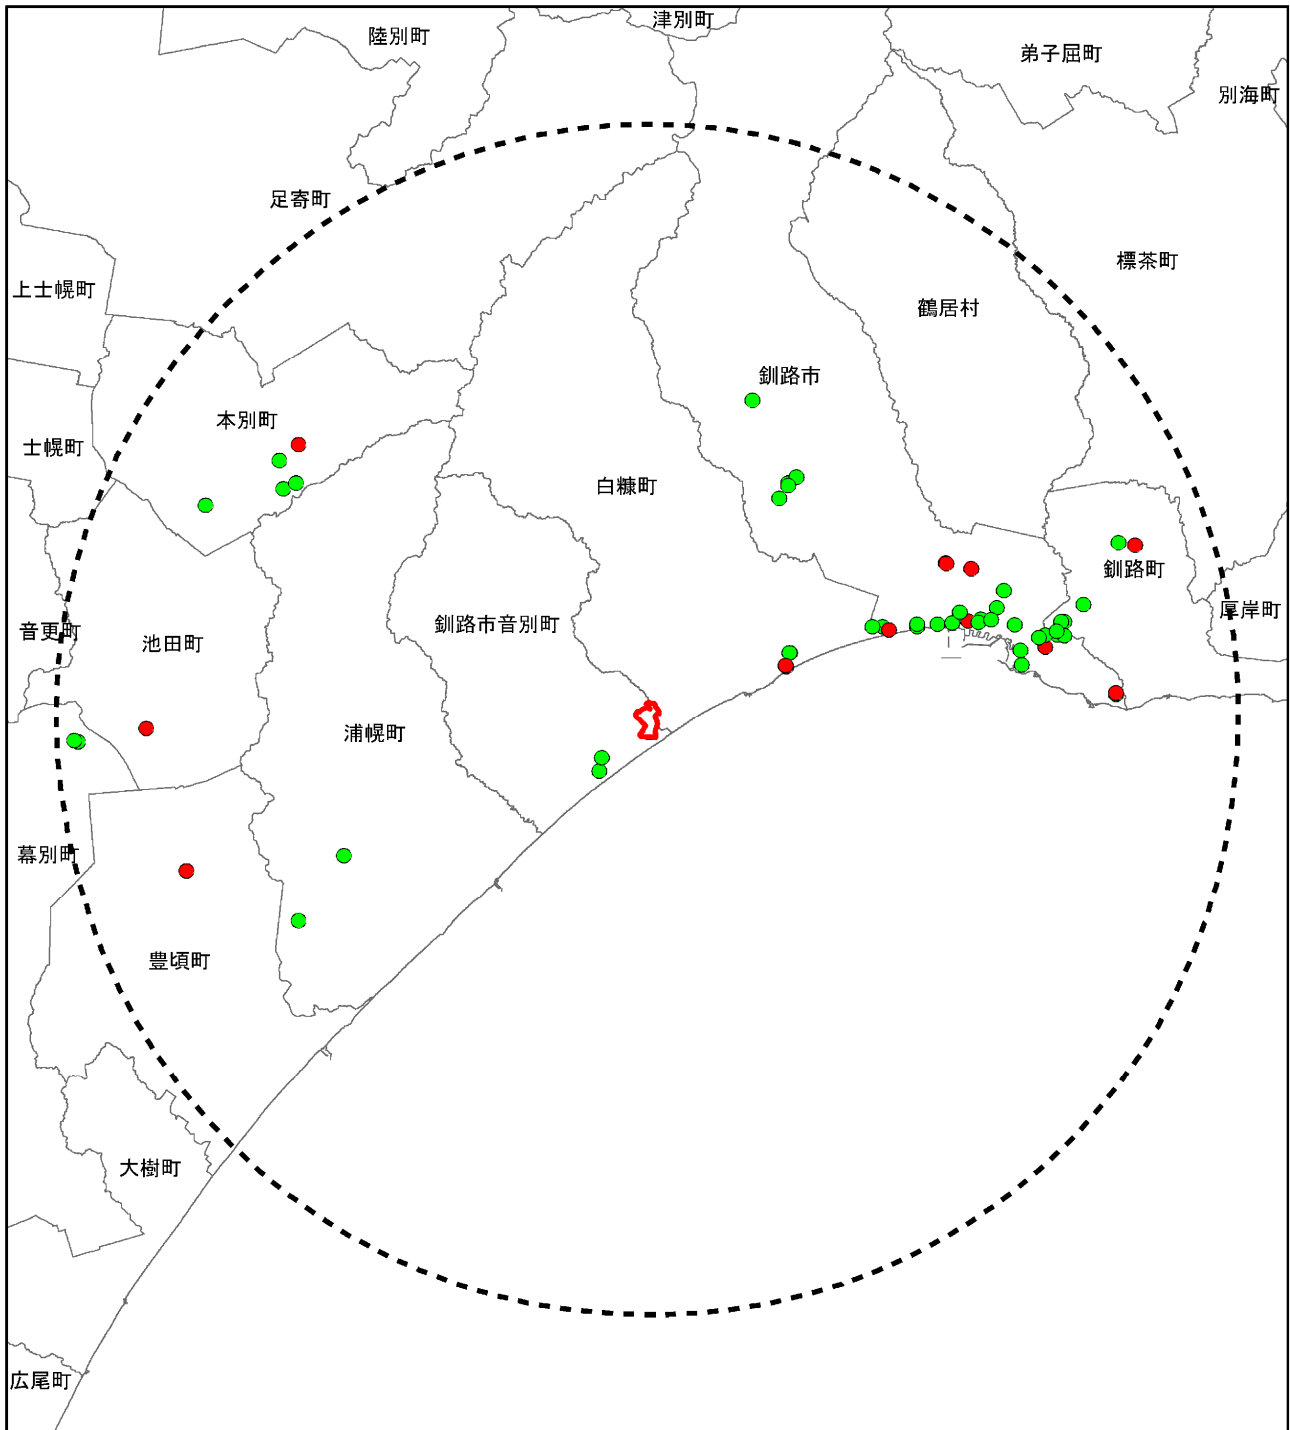 津別町
陸別町
弟子屈町
別海町
足寄町
標茶町
上士幌町
鶴居村
釧路市
本別町
士幌町
白糠町
釧路町
厚岸町
釧路市音別町
音更町
池田町
浦幌町
幕別町
豊頃町
大樹町
広尾町